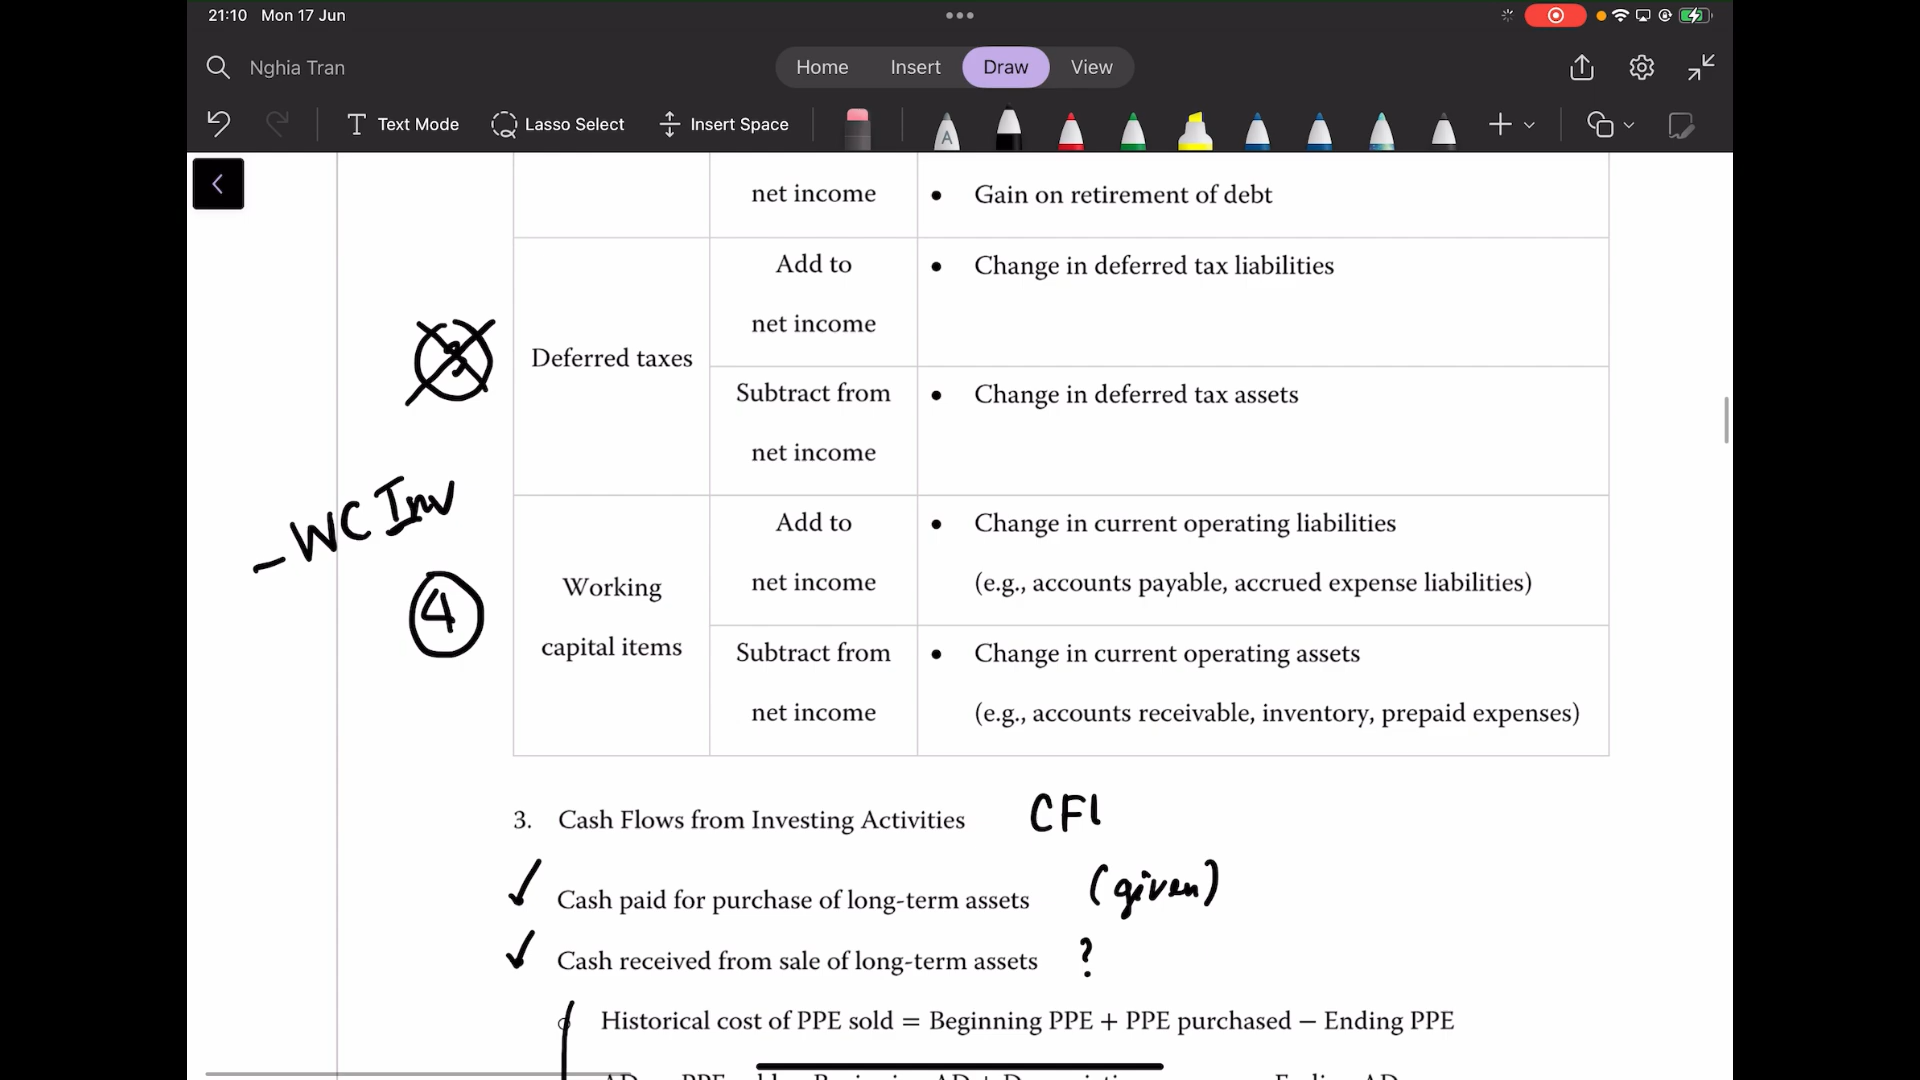 21:10 Mon 17 Jun
Nghia Tran
Home Insert Draw View
Text Mode Lasso Select Insert Space
A
net income • Gain on retirement of debt
Deferred taxes
Add to
net income
• Change in deferred tax liabilities
3
Subtract from
net income
• Change in deferred tax assets
- WC Inv
4
Working
capital items
Add to
net income
• Change in current operating liabilities
(e.g., accounts payable, accrued expense liabilities)
Subtract from
net income
• Change in current operating assets
(e.g., accounts receivable, inventory, prepaid expenses)
3. Cash Flows from Investing Activities CFI
✓ Cash paid for purchase of long-term assets (given)
✓ Cash received from sale of long-term assets ?
Historical cost of PPE sold = Beginning PPE + PPE purchased − Ending PPE